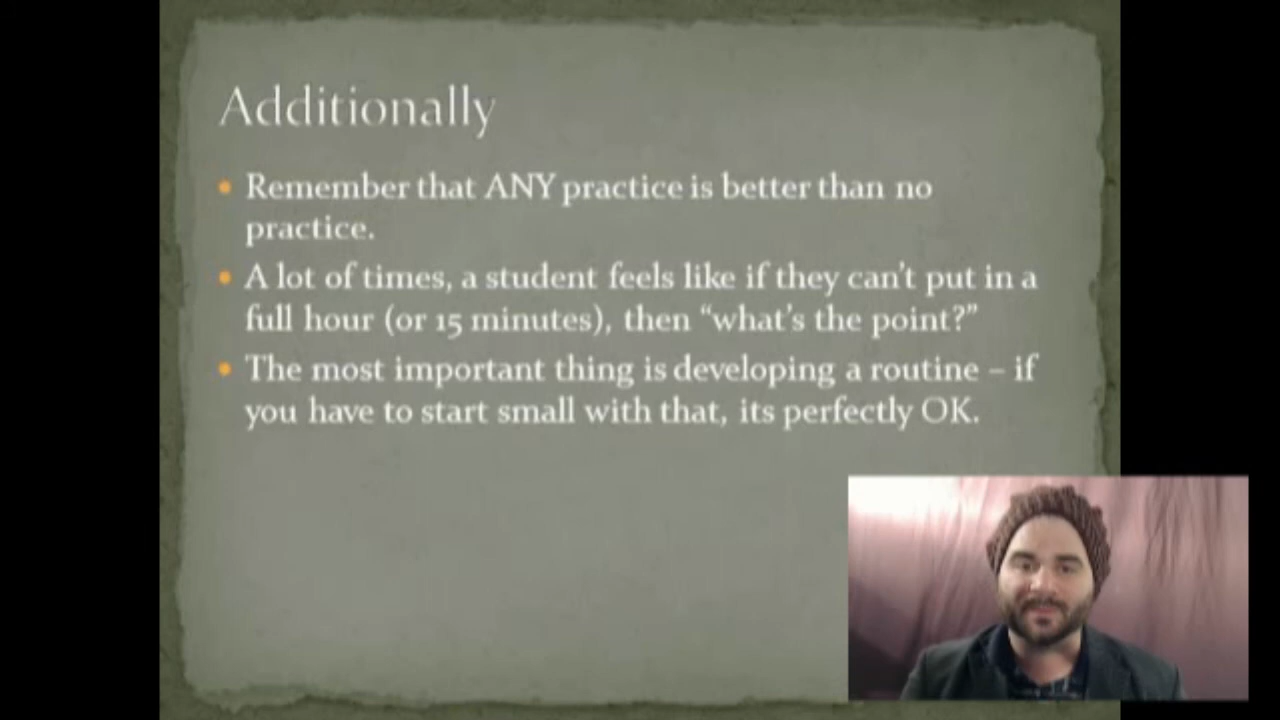 Additionally
• Remember that ANY practice is better than no
practice.
• A lot of times, a student feels like if they can't put in a
full hour (or 15 minutes), then “what's the point?”
• The most important thing is developing a routine – if
you have to start small with that, its perfectly OK.